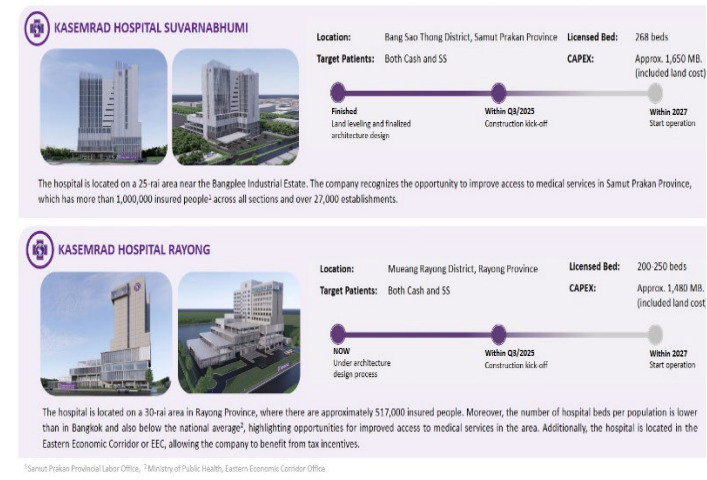 KASEMRAD HOSPITAL SUVARNABHUMI
Location: Bang Sao Thong District, Samut Prakan Province Licensed Bed: 268 beds
Target Patients: Both Cash and SS CAPEX: Approx. 1,650 MB.
(included land cost)
Finished Within Q3/2025 Within 2027
Land leveling and finalized Construction kick-off Start operation
architecture design
The hospital is located on a 25-rai area near the Bangplee Industrial Estate. The company recognizes the opportunity to improve access to medical services in Samut Prakan Province,
which has more than 1,000,000 insured people¹ across all sections and over 27,000 establishments.
KASEMRAD HOSPITAL RAYONG
Location: Mueang Rayong District, Rayong Province Licensed Bed: 200-250 beds
Target Patients: Both Cash and SS CAPEX: Approx. 1,480 MB.
(included land cost
NOW Within Q3/2025 Within 2027
Under architecture Construction kick-off Start operation
design process
The hospital is located on a 30-rai area in Rayong Province, where there are approximately 517,000 insured people. Moreover, the number of hospital beds per population is lower
than in Bangkok and also below the national average², highlighting opportunities for improved access to medical services in the area. Additionally, the hospital is located in the
Eastern Economic Corridor or EEC, allowing the company to benefit from tax incentives.
¹ Samut Prakan Provincial Labor Office, ² Ministry of Public Health, Eastern Economic Corridor Office